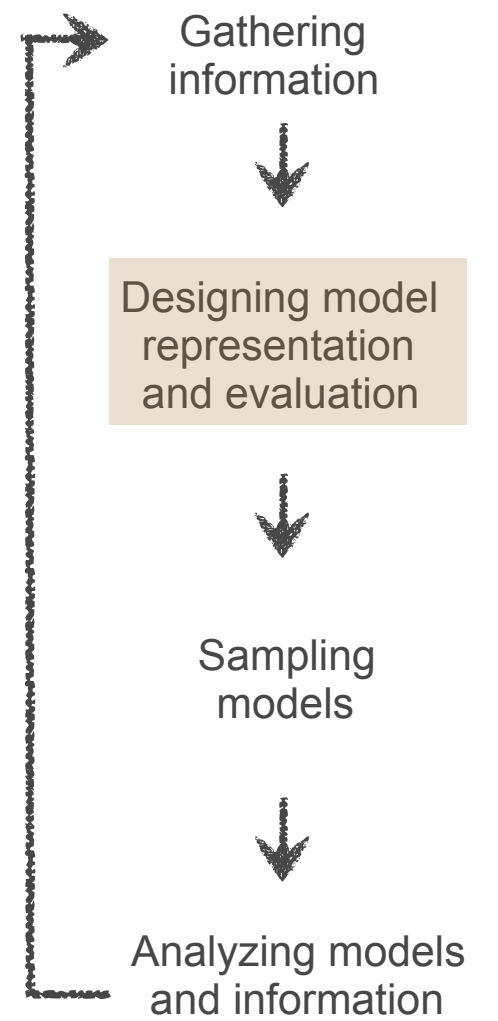 Gathering
information
Designing model
representation
and evaluation
Sampling
models
Analyzing models
and information